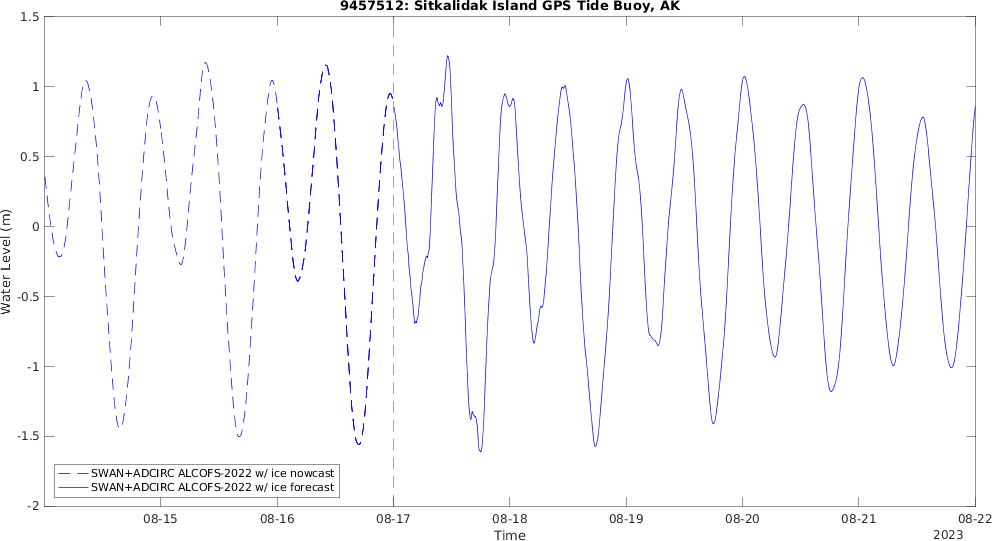 9457512: Sitkalidak Island GPS Tide Buoy, AK
1.5
1
0.5
0
-0.5
-1
-1.5
-2
Water Level (m)
SWAN+ADCIRC ALCOFS-2022 w/ ice nowcast
SWAN+ADCIRC ALCOFS-2022 w/ ice forecast
08-15 08-16 08-17 08-18 08-19 08-20 08-21 08-22
Time
2023